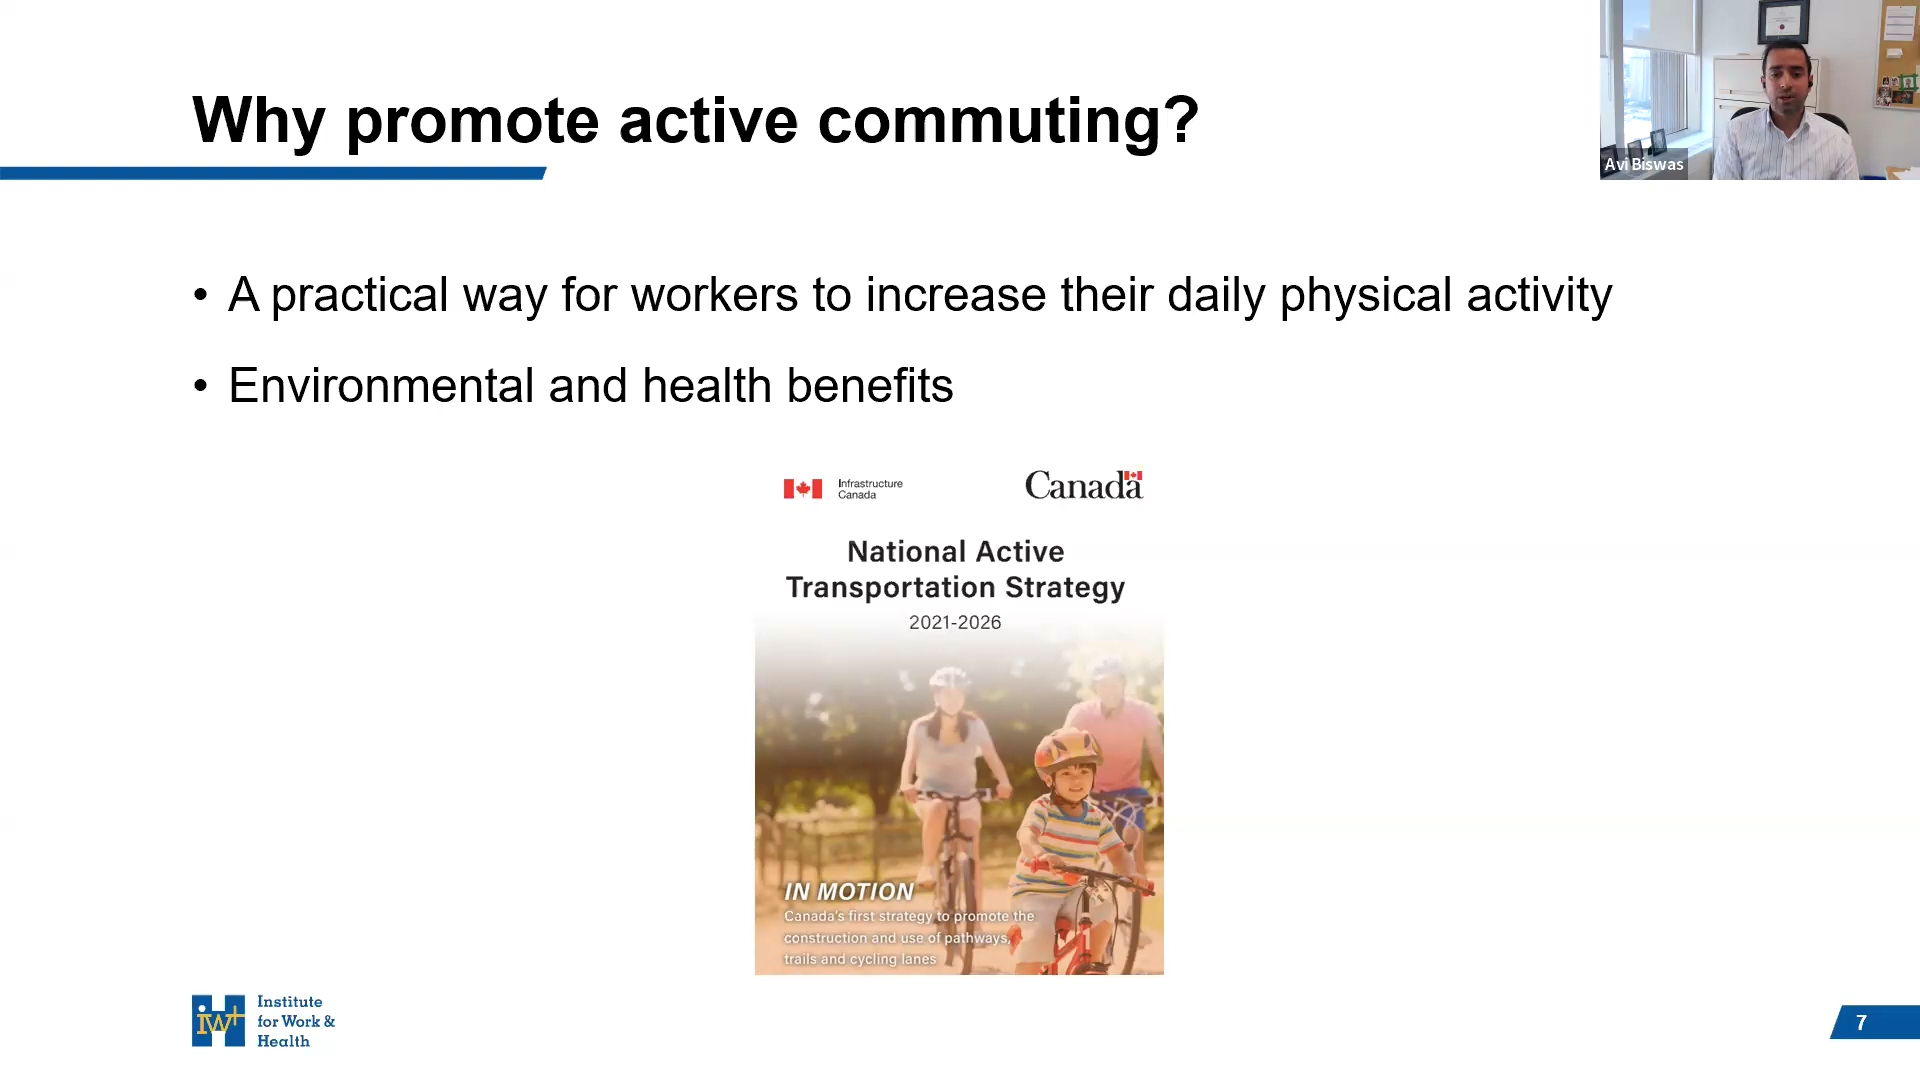 Why promote active commuting?
Avi Biswas
• A practical way for workers to increase their daily physical activity
• Environmental and health benefits
Infrastructure
Canada
Canada
National Active
Transportation Strategy
2021-2026
IN MOTION
Canada's first strategy to promote the
construction and use of pathways,
trails and cycling lanes
iwh
Institute
for Work &
Health
7